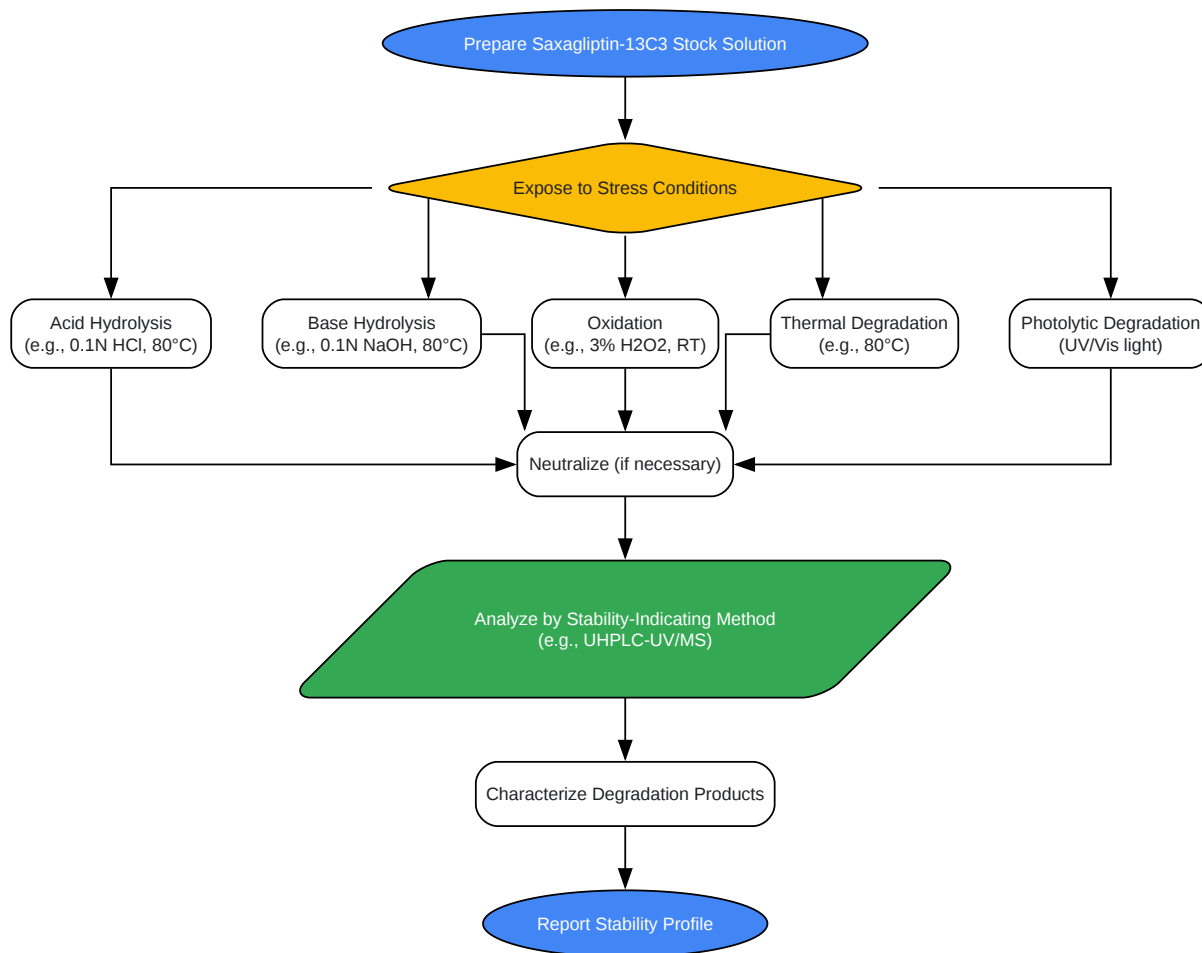 Prepare Saxagliptin-13C3 Stock Solution
Expose to Stress Conditions
Acid Hydrolysis
(e.g., 0.1N HCl, 80°C)
Base Hydrolysis
(e.g., 0.1N NaOH, 80°C)
Oxidation
(e.g., 3% H2O2, RT)
Thermal Degradation
(e.g., 80°C)
Photolytic Degradation
(UV/Vis light)
Neutralize (if necessary)
Analyze by Stability-Indicating Method
(e.g., UHPLC-UV/MS)
Characterize Degradation Products
Report Stability Profile